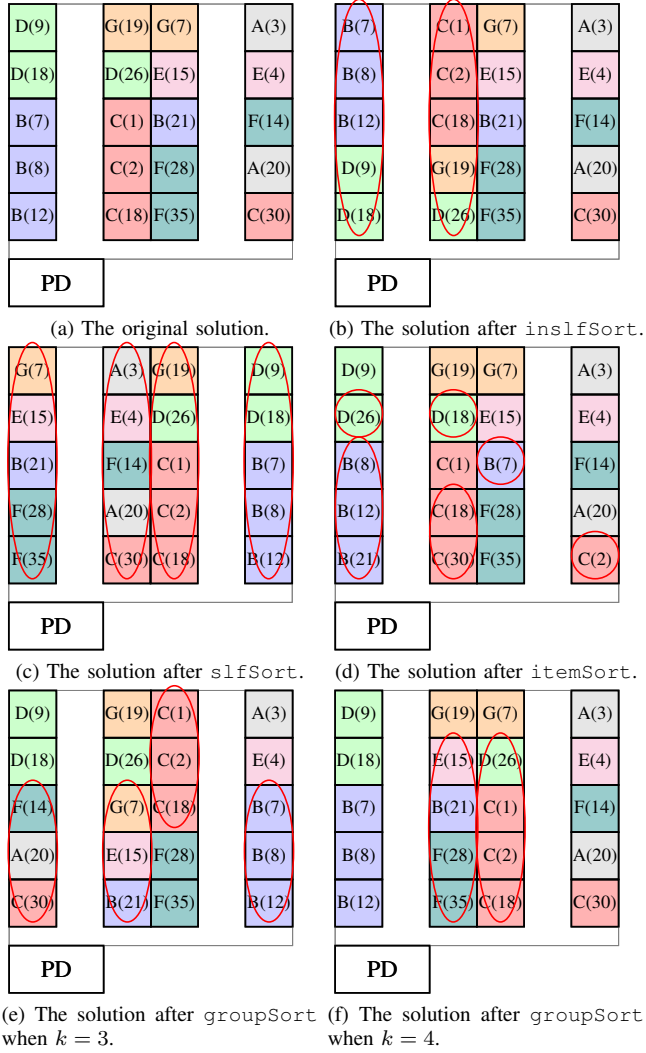 D(9) G(19) G(7) A(3)
D(18) D(26) E(15) E(4)
B(7) C(1) B(21) F(14)
B(8) C(2) F(28) A(20)
B(12) C(18) F(35) C(30)
PD
(a) The original solution.
B(7) C(1) G(7) A(3)
B(8) C(2) E(15) E(4)
B(12) C(18) B(21) F(14)
D(9) G(19) F(28) A(20)
D(18) D(26) F(35) C(30)
PD
(b) The solution after inslfSort.
G(7) A(3) G(19) D(9)
E(15) E(4) D(26) D(18)
B(21) F(14) C(1) B(7)
F(28) A(20) C(2) B(8)
F(35) C(30) C(18) B(12)
PD
(c) The solution after slfSort.
D(9) G(19) G(7) A(3)
D(26) D(18) E(15) E(4)
B(8) C(1) B(7) F(14)
B(12) C(18) F(28) A(20)
B(21) C(30) F(35) C(2)
PD
(d) The solution after itemSort.
D(9) G(19) C(1) A(3)
D(18) D(26) C(2) E(4)
F(14) G(7) C(18) B(7)
A(20) E(15) F(28) B(8)
C(30) B(21) F(35) B(12)
PD
(e) The solution after groupSort
when k = 3.
D(9) G(19) G(7) A(3)
D(18) E(15) D(26) E(4)
B(7) B(21) C(1) F(14)
B(8) F(28) C(2) A(20)
B(12) F(35) C(18) C(30)
PD
(f) The solution after groupSort
when k = 4.